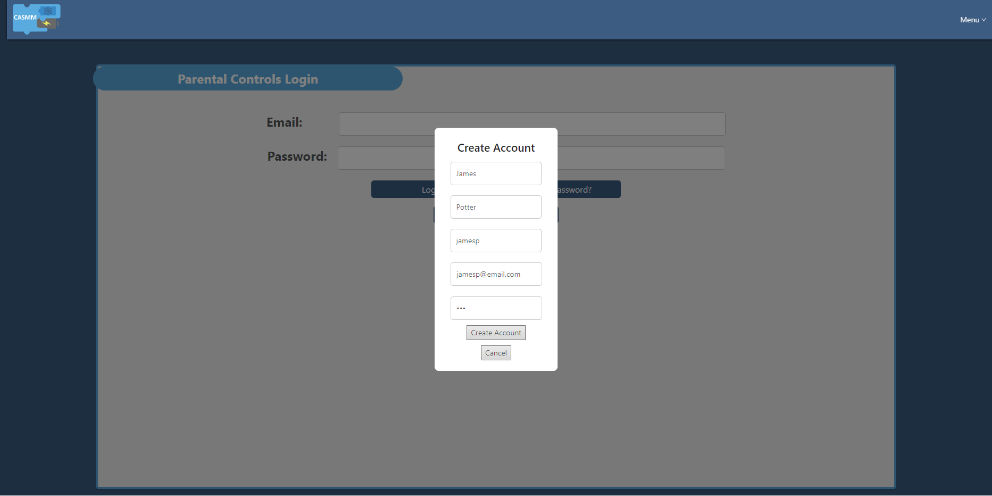 CASMM
Menu
Parental Controls Login
Email:
Password:
Log
assword?
Create Account
James
Potter
jamesp
jamesp@email.com
---
Create Account
Cancel